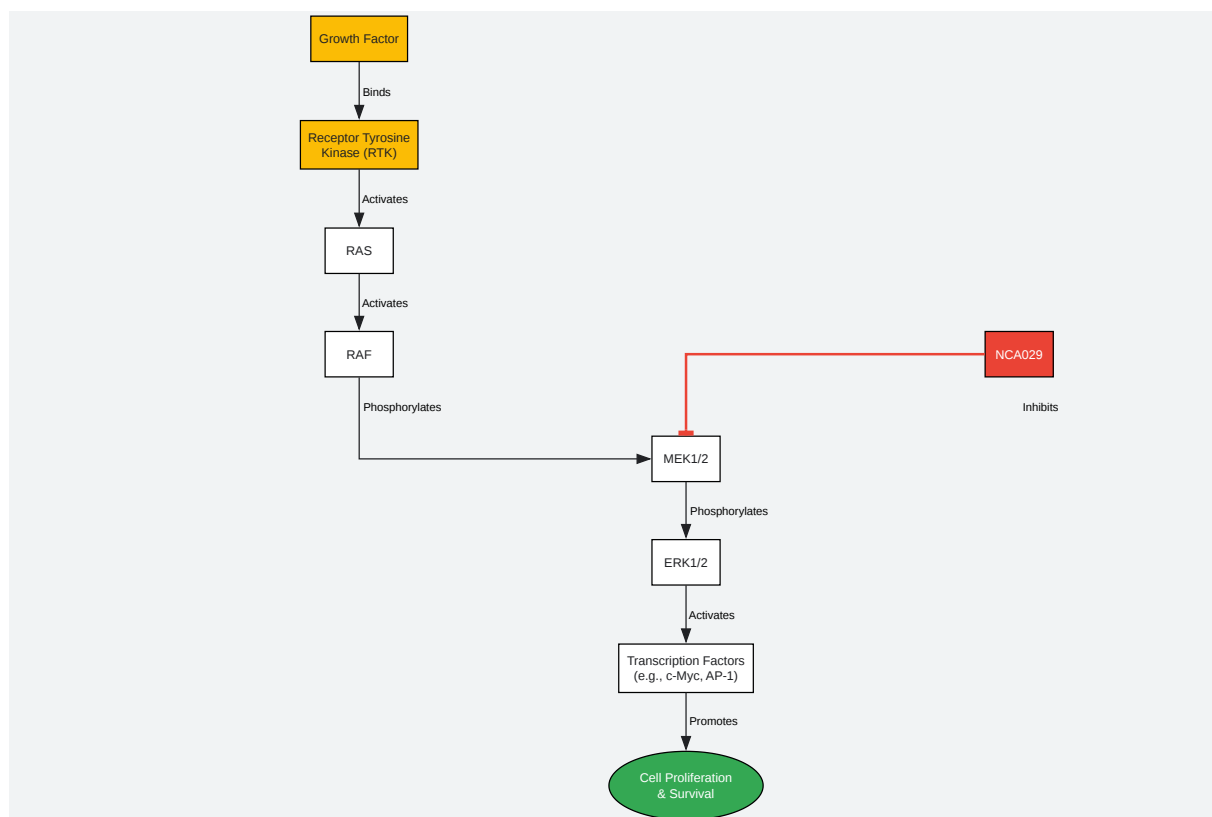 Growth Factor
Binds
Receptor Tyrosine
Kinase (RTK)
Activates
RAS
Activates
RAF
NCA029
Phosphorylates
Inhibits
MEK1/2
Phosphorylates
ERK1/2
Activates
Transcription Factors
(e.g., c-Myc, AP-1)
Promotes
Cell Proliferation
& Survival